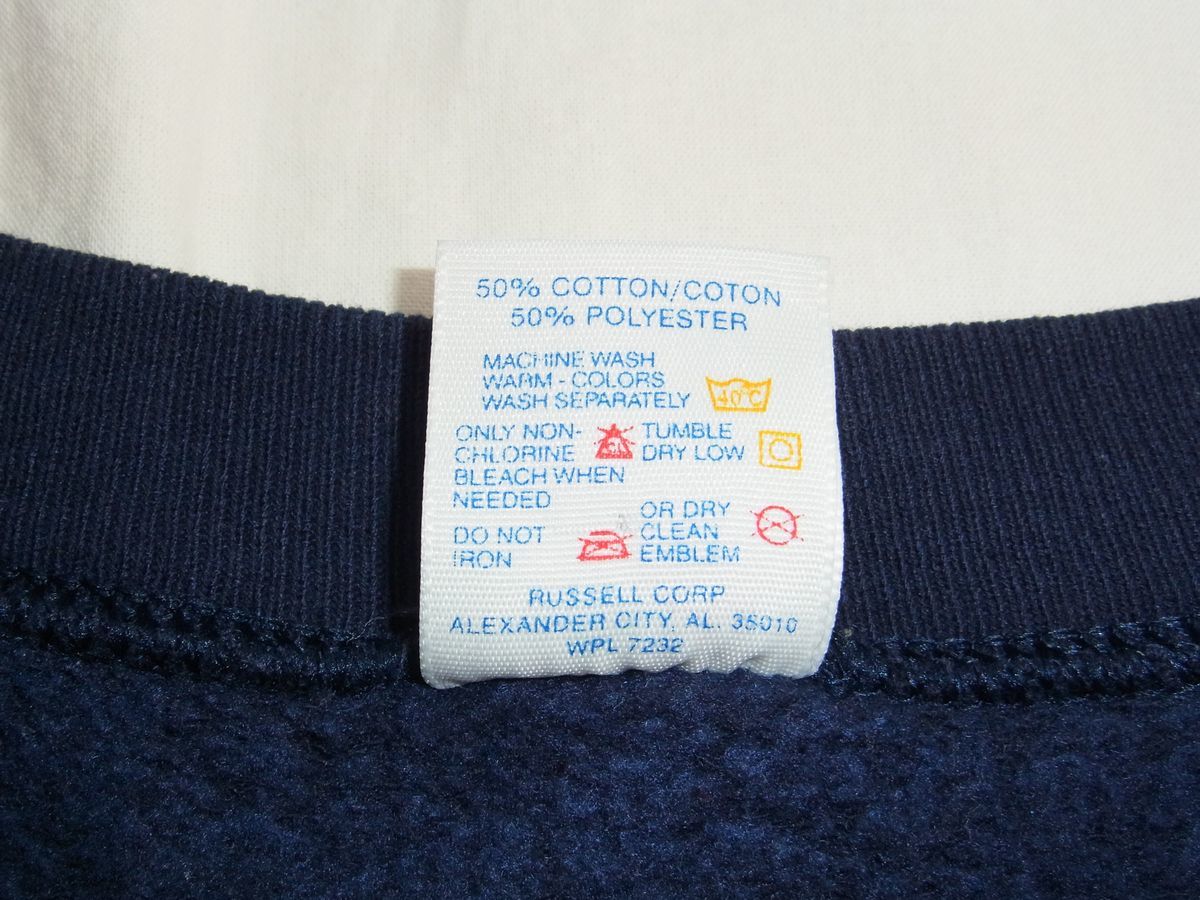 50% COTTON/COTON
50% POLYESTER
MACHINE WASH
WARM - COLORS
WASH SEPARATELY
40°C
ONLY NON-
CHLORINE
BLEACH WHEN
NEEDED
CL
TUMBLE
DRY LOW
DO NOT
IRON
OR DRY
CLEAN
EMBLEM
RUSSELL CORP
ALEXANDER CITY, AL. 35010
WPL 7232